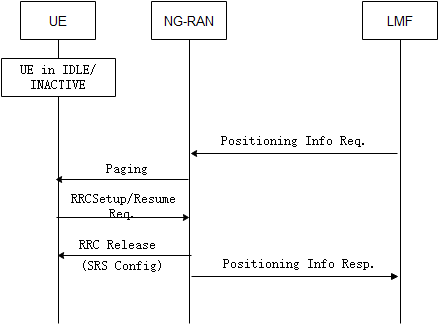 UE
NG-RAN
LMF
UE in IDLE/
INACTIVE
Positioning Info Req.
Paging
RRCSetup/Resume
Req.
RRC Release
(SRS Config)
Positioning Info Resp.